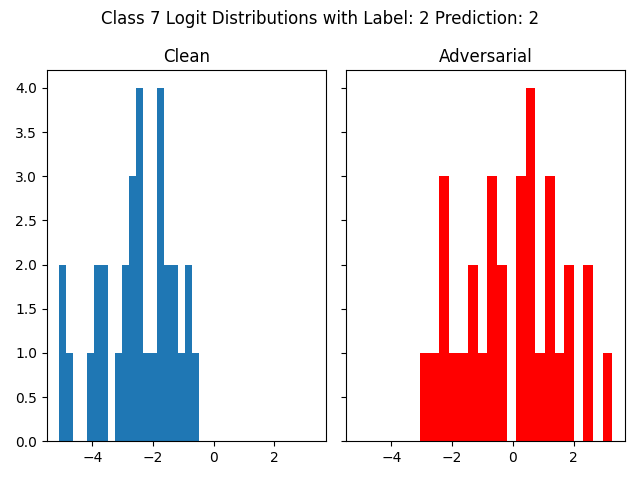 Class 7 Logit Distributions with Label: 2 Prediction: 2
Clean
Adversarial
4.0
3.5
3.0
2.5
2.0
1.5
1.0
0.5
0.0
−4 −2 0 2
−4 −2 0 2